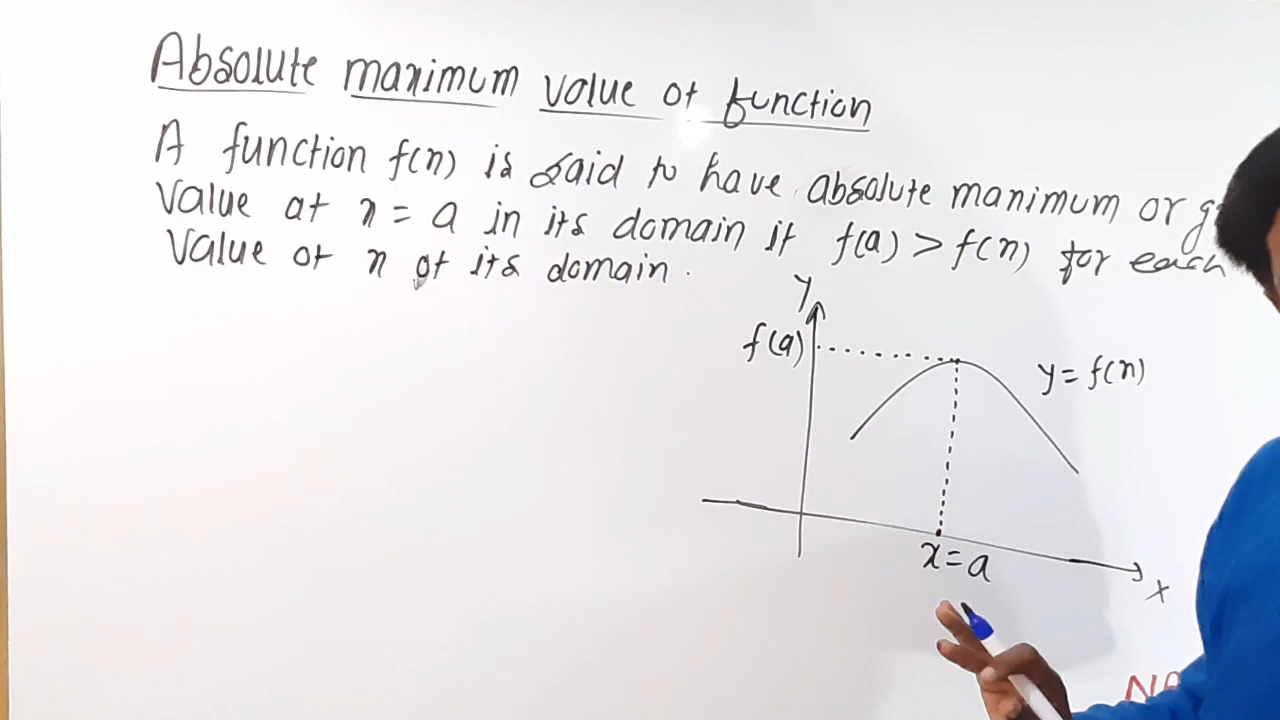 Absolute maximum value of function
A function f(x) is said to have absolute maximum or
value at x = a in its domain if f(a) > f(x) for each
value of x of its domain.
y
f(a)
y = f(x)
x = a
x